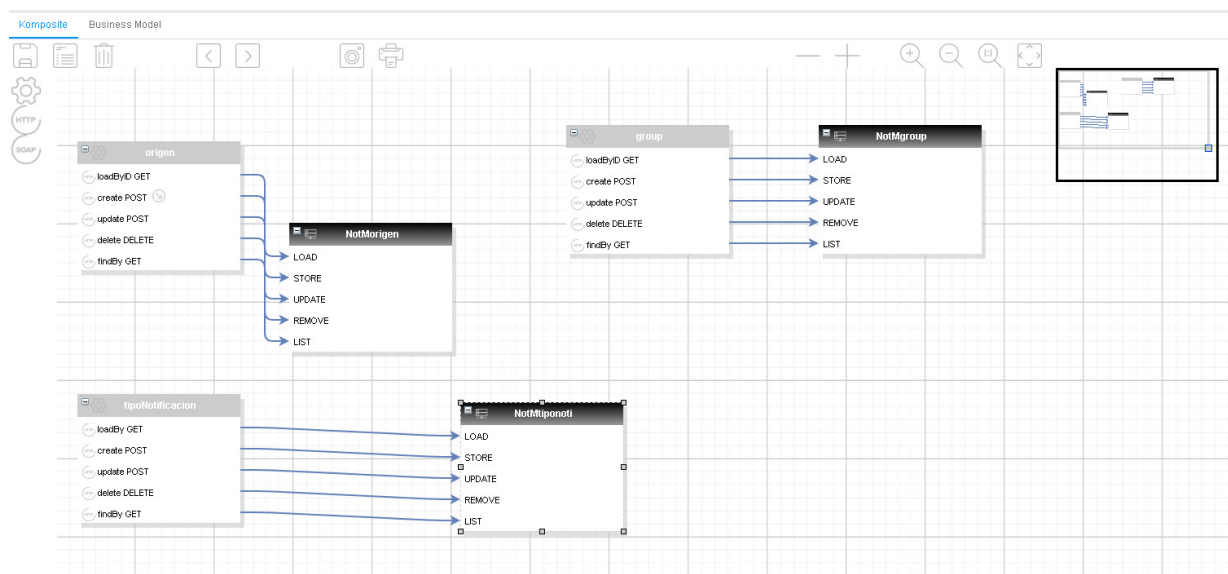 Komposite Business Model
1:1
HTTP
SOAP
origen
loadByID GET
create POST
update POST
delete DELETE
findBy GET
NotMorigen
LOAD
STORE
UPDATE
REMOVE
LIST
group
loadByID GET
create POST
update POST
delete DELETE
findBy GET
NotMgroup
LOAD
STORE
UPDATE
REMOVE
LIST
tipoNotificacion
loadBy GET
create POST
update POST
delete DELETE
findBy GET
NotMtiponoti
LOAD
STORE
UPDATE
REMOVE
LIST